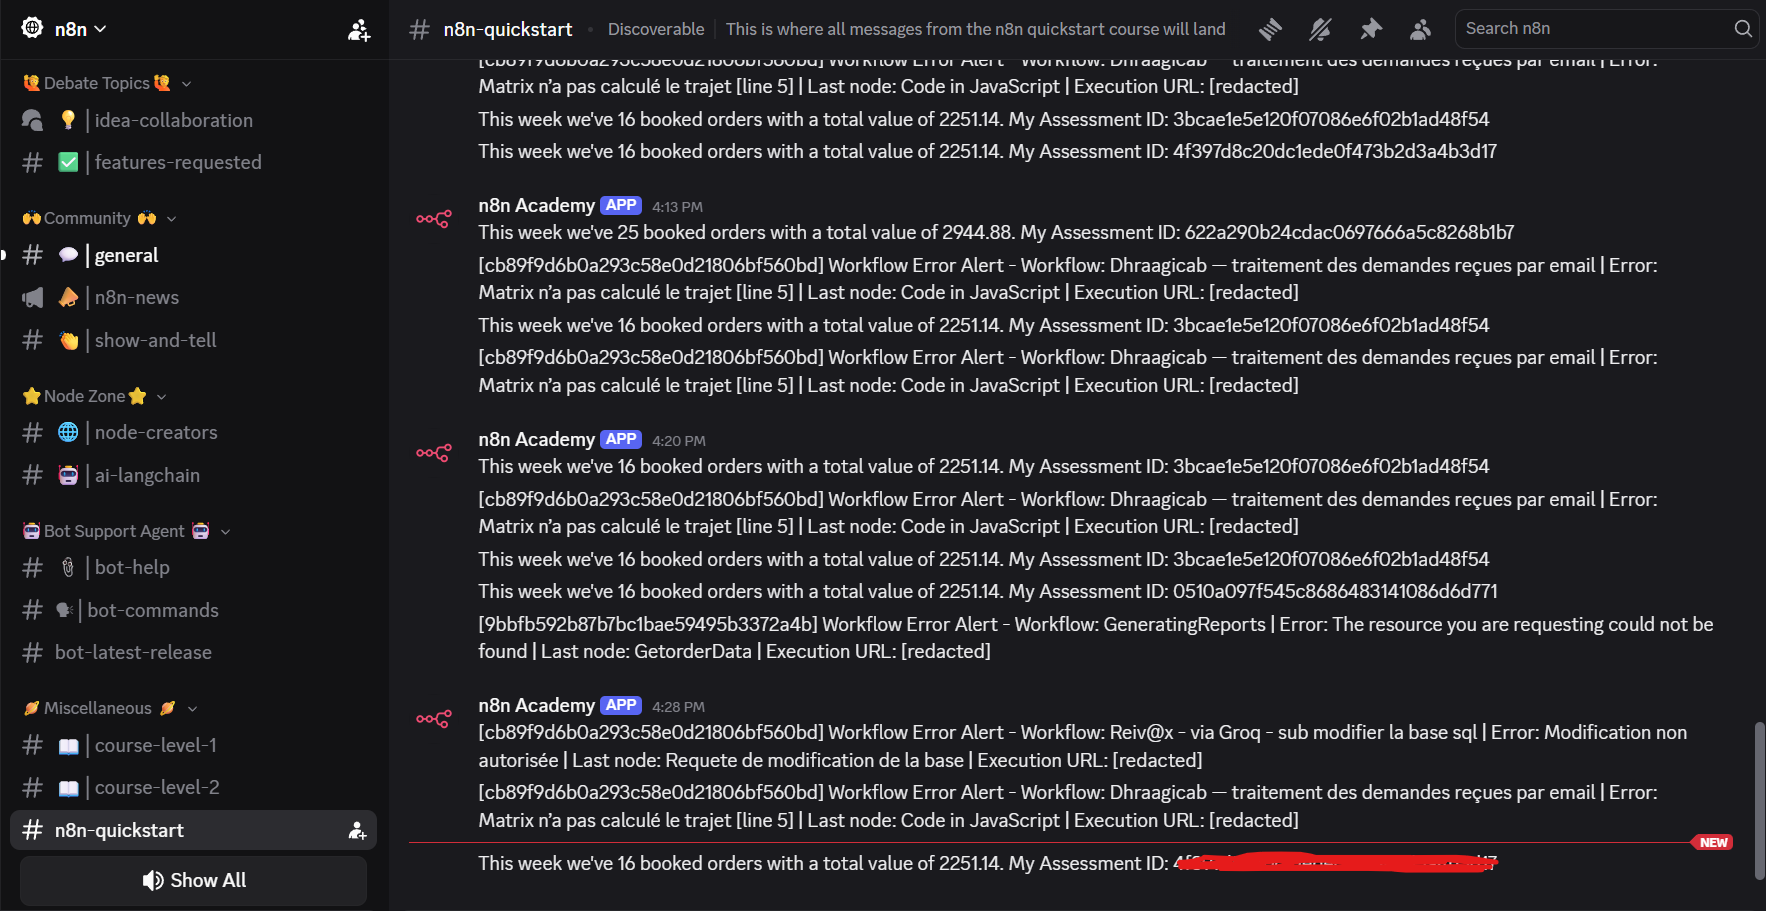 n8n
Debate Topics
| idea-collaboration
| features-requested
Community
| general
| n8n-news
| show-and-tell
Node Zone
| node-creators
| ai-langchain
Bot Support Agent
| bot-help
| bot-commands
bot-latest-release
Miscellaneous
| course-level-1
| course-level-2
n8n-quickstart
Show All
n8n-quickstart • Discoverable | This is where all messages from the n8n quickstart course will land
Search n8n
[cb89f9d6b0a293c58e0d21806bf560bd] Workflow Error Alert - Workflow: Dhraagicab — traitement des demandes reçues par email | Error:
Matrix n’a pas calculé le trajet [line 5] | Last node: Code in JavaScript | Execution URL: [redacted]
This week we've 16 booked orders with a total value of 2251.14. My Assessment ID: 3bcae1e5e120f07086e6f02b1ad48f54
This week we've 16 booked orders with a total value of 2251.14. My Assessment ID: 4f397d8c20dc1ede0f473b2d3a4b3d17
n8n Academy APP 4:13 PM
This week we've 25 booked orders with a total value of 2944.88. My Assessment ID: 622a290b24cdac0697666a5c8268b1b7
[cb89f9d6b0a293c58e0d21806bf560bd] Workflow Error Alert - Workflow: Dhraagicab — traitement des demandes reçues par email | Error:
Matrix n’a pas calculé le trajet [line 5] | Last node: Code in JavaScript | Execution URL: [redacted]
This week we've 16 booked orders with a total value of 2251.14. My Assessment ID: 3bcae1e5e120f07086e6f02b1ad48f54
[cb89f9d6b0a293c58e0d21806bf560bd] Workflow Error Alert - Workflow: Dhraagicab — traitement des demandes reçues par email | Error:
Matrix n’a pas calculé le trajet [line 5] | Last node: Code in JavaScript | Execution URL: [redacted]
n8n Academy APP 4:20 PM
This week we've 16 booked orders with a total value of 2251.14. My Assessment ID: 3bcae1e5e120f07086e6f02b1ad48f54
[cb89f9d6b0a293c58e0d21806bf560bd] Workflow Error Alert - Workflow: Dhraagicab — traitement des demandes reçues par email | Error:
Matrix n’a pas calculé le trajet [line 5] | Last node: Code in JavaScript | Execution URL: [redacted]
This week we've 16 booked orders with a total value of 2251.14. My Assessment ID: 3bcae1e5e120f07086e6f02b1ad48f54
This week we've 16 booked orders with a total value of 2251.14. My Assessment ID: 0510a097f545c8686483141086d6d771
[9bbfb592b87b7bc1bae59495b3372a4b] Workflow Error Alert - Workflow: GeneratingReports | Error: The resource you are requesting could not be
found | Last node: GetorderData | Execution URL: [redacted]
n8n Academy APP 4:28 PM
[cb89f9d6b0a293c58e0d21806bf560bd] Workflow Error Alert - Workflow: Reiv@x - via Groq - sub modifier la base sql | Error: Modification non
autorisée | Last node: Requete de modification de la base | Execution URL: [redacted]
[cb89f9d6b0a293c58e0d21806bf560bd] Workflow Error Alert - Workflow: Dhraagicab — traitement des demandes reçues par email | Error:
Matrix n’a pas calculé le trajet [line 5] | Last node: Code in JavaScript | Execution URL: [redacted]
NEW
This week we've 16 booked orders with a total value of 2251.14. My Assessment ID: